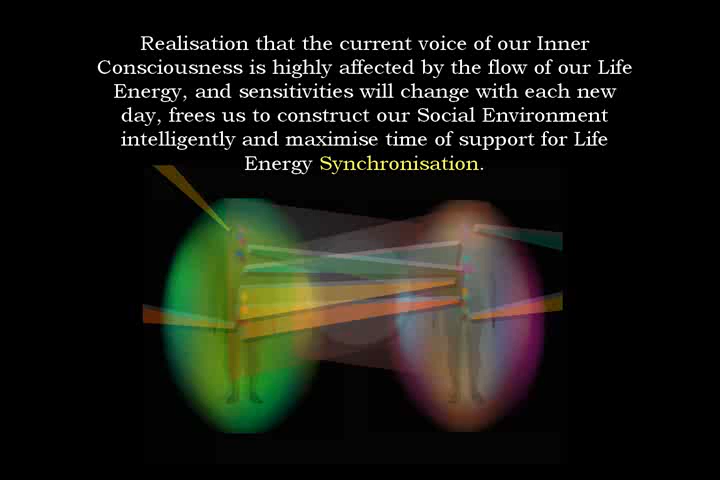 Realisation that the current voice of our Inner
Consciousness is highly affected by the flow of our Life
Energy, and sensitivities will change with each new
day, frees us to construct our Social Environment
intelligently and maximise time of support for Life
Energy Synchronisation.